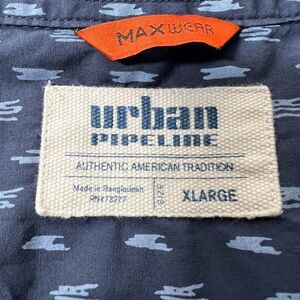 MAXWEAR
urban
PIPELINE
AUTHENTIC AMERICAN TRADITION
Made in Bangladesh
RN#73277
SIZE
XLARGE